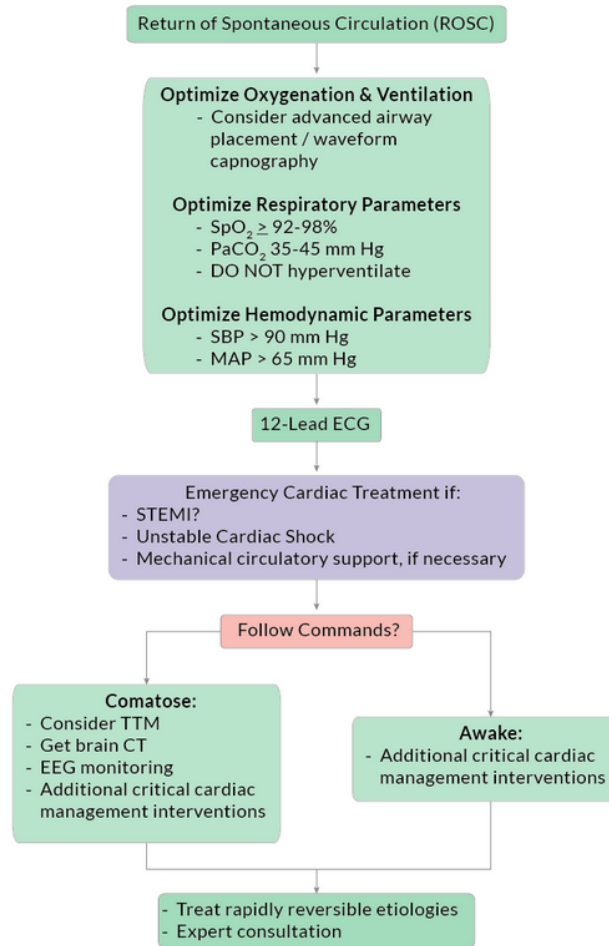 Return of Spontaneous Circulation (ROSC)
Optimize Oxygenation & Ventilation
- Consider advanced airway
placement / waveform
capnography
Optimize Respiratory Parameters
- SpO₂ ≥ 92-98%
- PaCO₂ 35-45 mm Hg
- DO NOT hyperventilate
Optimize Hemodynamic Parameters
- SBP > 90 mm Hg
- MAP > 65 mm Hg
12-Lead ECG
Emergency Cardiac Treatment if:
- STEMI?
- Unstable Cardiac Shock
- Mechanical circulatory support, if necessary
Follow Commands?
Comatose:
- Consider TTM
- Get brain CT
- EEG monitoring
- Additional critical cardiac
management interventions
Awake:
- Additional critical cardiac
management interventions
- Treat rapidly reversible etiologies
- Expert consultation